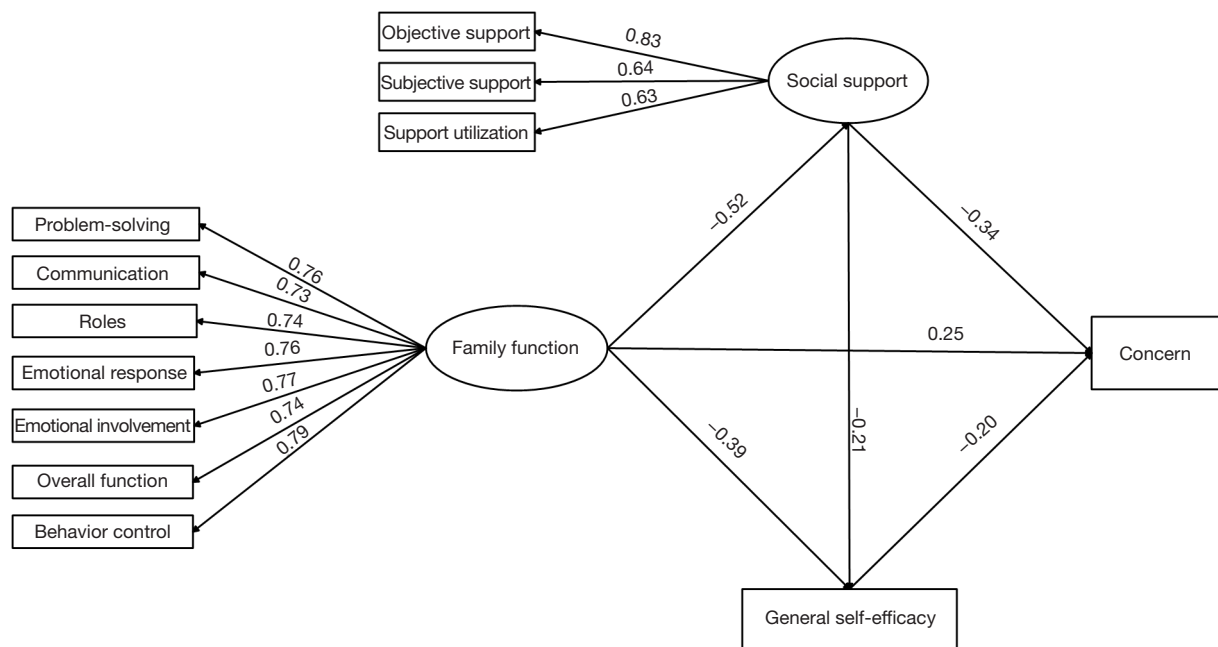 Objective support
0.83
Subjective support
0.64
Social support
Support utilization
0.63
Problem-solving
0.76
Communication
0.73
Roles
0.74
Emotional response
0.76
Emotional involvement
0.77
Overall function
0.74
Behavior control
0.79
Family function
–0.52
–0.34
0.25
Concern
–0.39
–0.21
–0.20
General self-efficacy